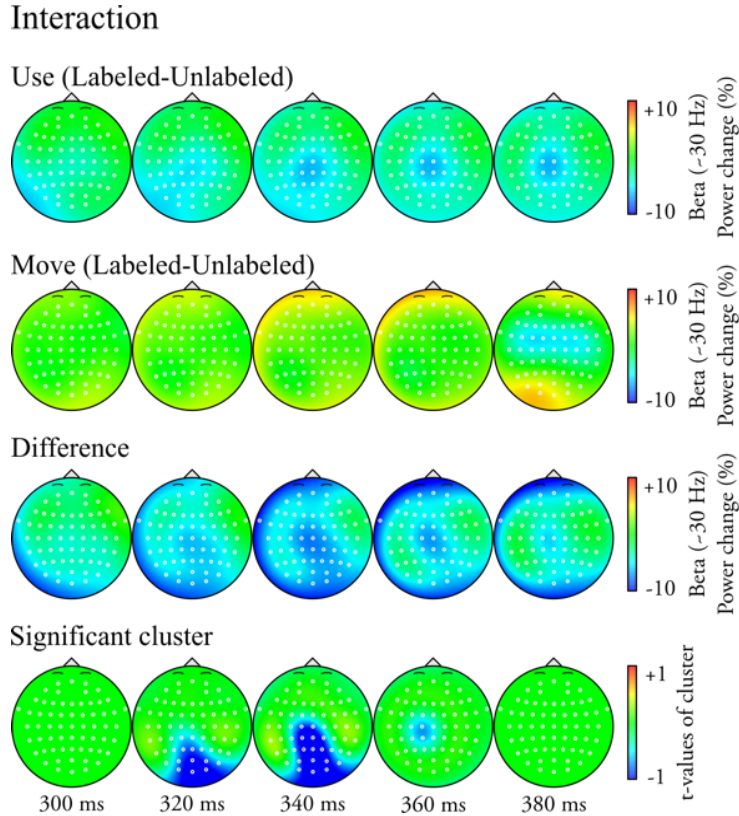 Interaction
Use (Labeled-Unlabeled)
+10
-10
Beta (~30 Hz)
Power change (%)
Move (Labeled-Unlabeled)
+10
-10
Beta (~30 Hz)
Power change (%)
Difference
+10
-10
Beta (~30 Hz)
Power change (%)
Significant cluster
+1
-1
t-values of cluster
300 ms 320 ms 340 ms 360 ms 380 ms